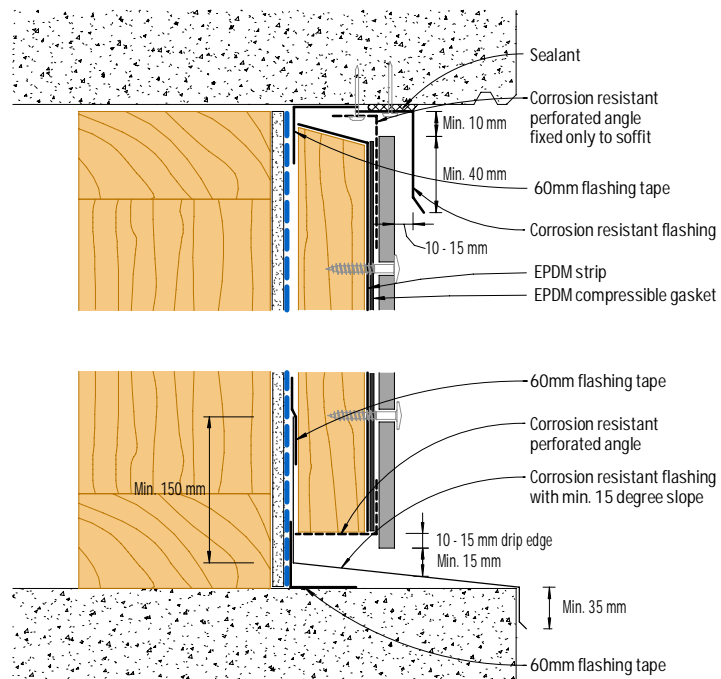 Sealant
Corrosion resistant
perforated angle
fixed only to soffit
Min. 10 mm
Min. 40 mm
60mm flashing tape
Corrosion resistant flashing
10 - 15 mm
EPDM strip
EPDM compressible gasket
60mm flashing tape
Corrosion resistant
perforated angle
Corrosion resistant flashing
with min. 15 degree slope
Min. 150 mm
10 - 15 mm drip edge
Min. 15 mm
Min. 35 mm
60mm flashing tape